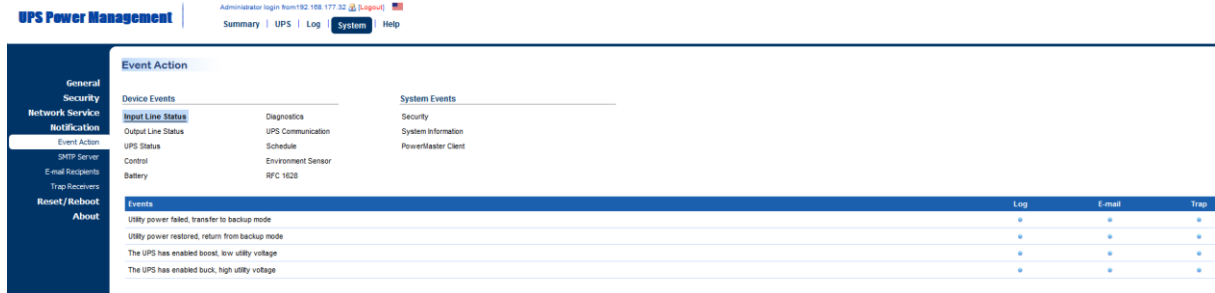 UPS Power Management
Administrator login from192.168.177.32 [Logout]
Summary | UPS | Log | System | Help
General
Security
Network Service
Notification
Event Action
SMTP Server
E-mail Recipients
Trap Receivers
Reset/Reboot
About
Event Action
Device Events
Input Line Status Diagnostics
Output Line Status UPS Communication
UPS Status Schedule
Control Environment Sensor
Battery RFC 1628
System Events
Security
System Information
PowerMaster Client
Events Log E-mail Trap
Utility power failed, transfer to backup mode
Utility power restored, return from backup mode
The UPS has enabled boost, low utility voltage
The UPS has enabled buck, high utility voltage